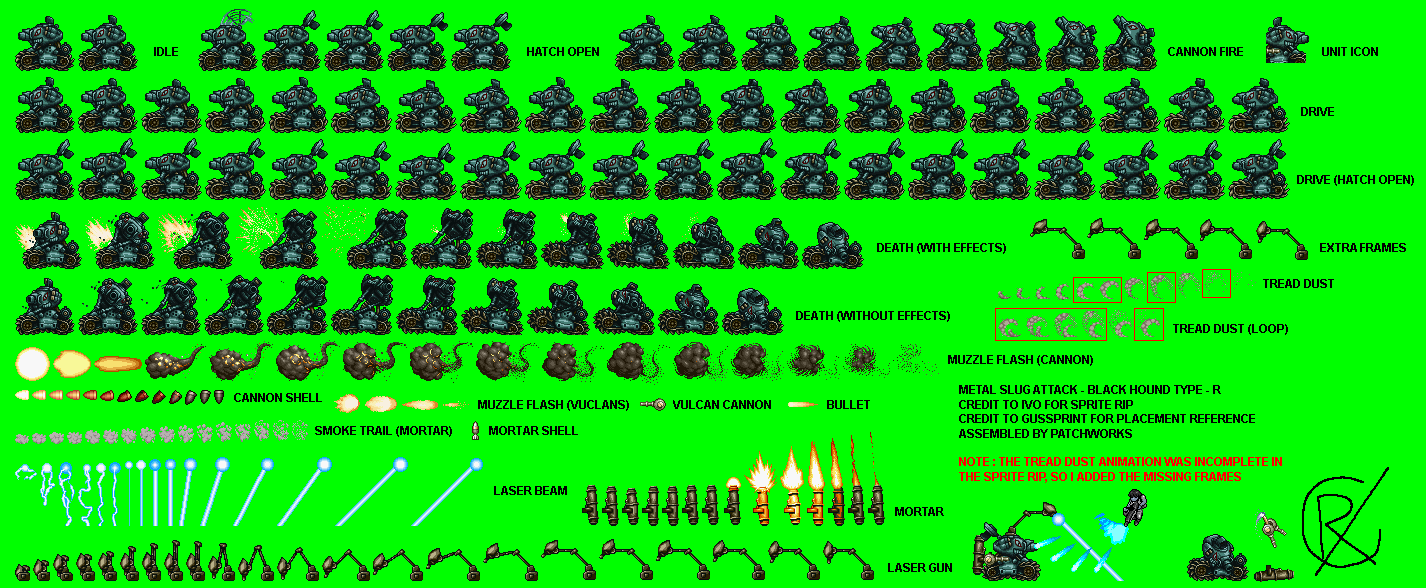 IDLE
HATCH OPEN
CANNON FIRE
UNIT ICON
DRIVE
DRIVE (HATCH OPEN)
DEATH (WITH EFFECTS)
EXTRA FRAMES
TREAD DUST
DEATH (WITHOUT EFFECTS)
TREAD DUST (LOOP)
MUZZLE FLASH (CANNON)
CANNON SHELL
MUZZLE FLASH (VUCLANS)
VULCAN CANNON
BULLET
SMOKE TRAIL (MORTAR)
MORTAR SHELL
METAL SLUG ATTACK - BLACK HOUND TYPE - R
CREDIT TO IVO FOR SPRITE RIP
CREDIT TO GUSSPRINT FOR PLACEMENT REFERENCE
ASSEMBLED BY PATCHWORKS
NOTE : THE TREAD DUST ANIMATION WAS INCOMPLETE IN
THE SPRITE RIP, SO I ADDED THE MISSING FRAMES
LASER BEAM
MORTAR
LASER GUN